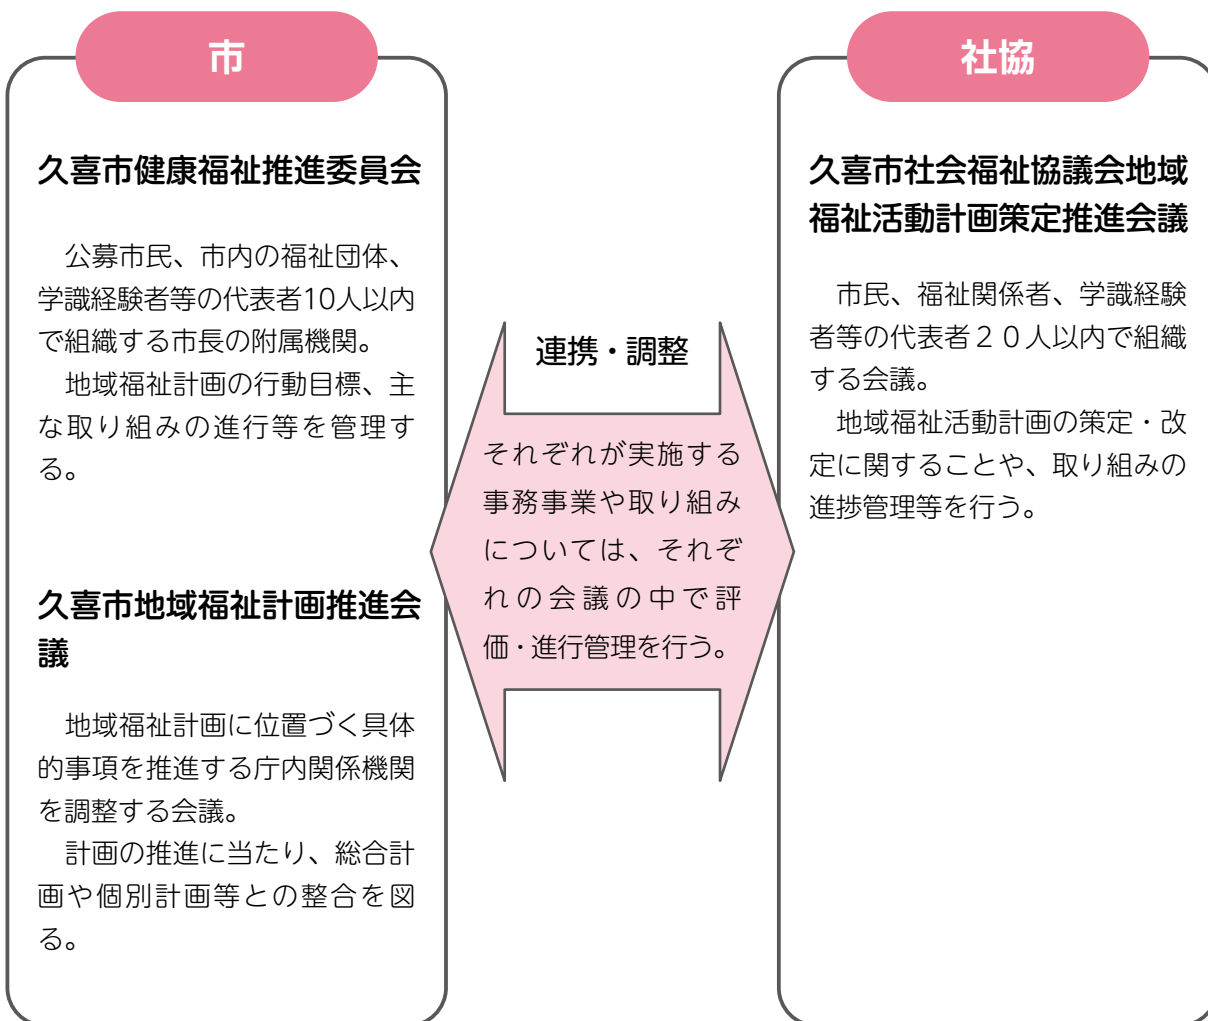 市
久喜市健康福祉推進委員会
公募市民、市内の福祉団体、
学識経験者等の代表者10人以内
で組織する市長の附属機関。
地域福祉計画の行動目標、主
な取り組みの進行等を管理す
る。
久喜市地域福祉計画推進会
議
地域福祉計画に位置づく具体
的事項を推進する庁内関係機関
を調整する会議。
計画の推進に当たり、総合計
画や個別計画等との整合を図
る。
連携・調整
それぞれが実施する
事務事業や取り組み
については、それぞ
れの会議の中で評
価・進行管理を行う。
社協
久喜市社会福祉協議会地域
福祉活動計画策定推進会議
市民、福祉関係者、学識経験
者等の代表者２０人以内で組織
する会議。
地域福祉活動計画の策定・改
定に関することや、取り組みの
進捗管理等を行う。